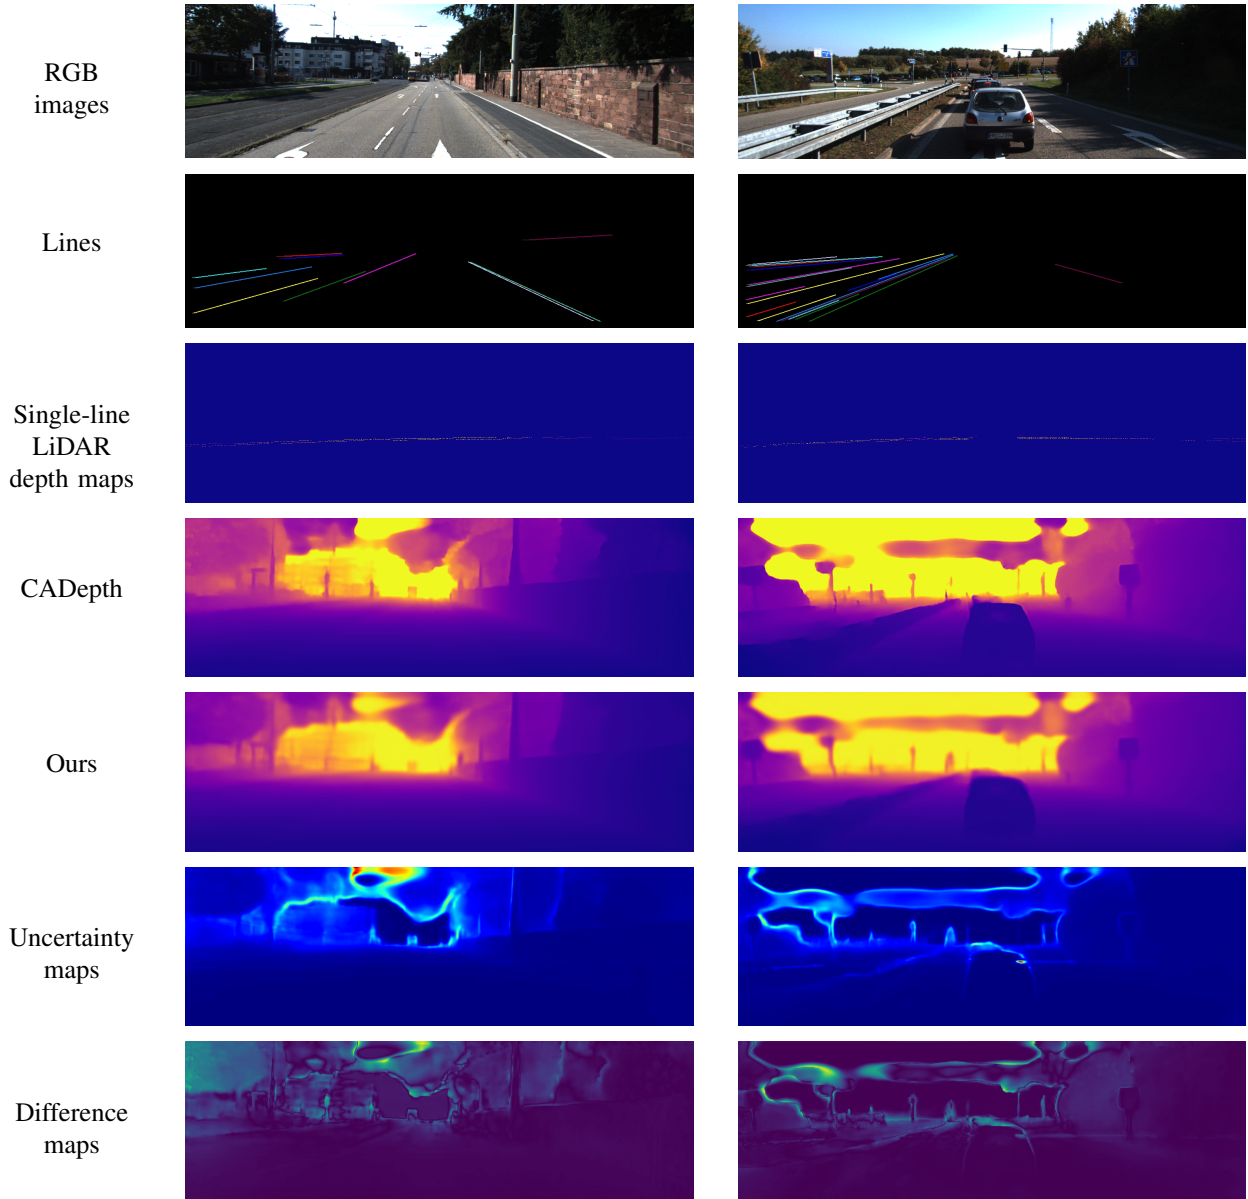 RGB
images
Lines
Single-line
LiDAR
depth maps
CADepth
Ours
Uncertainty
maps
Difference
maps